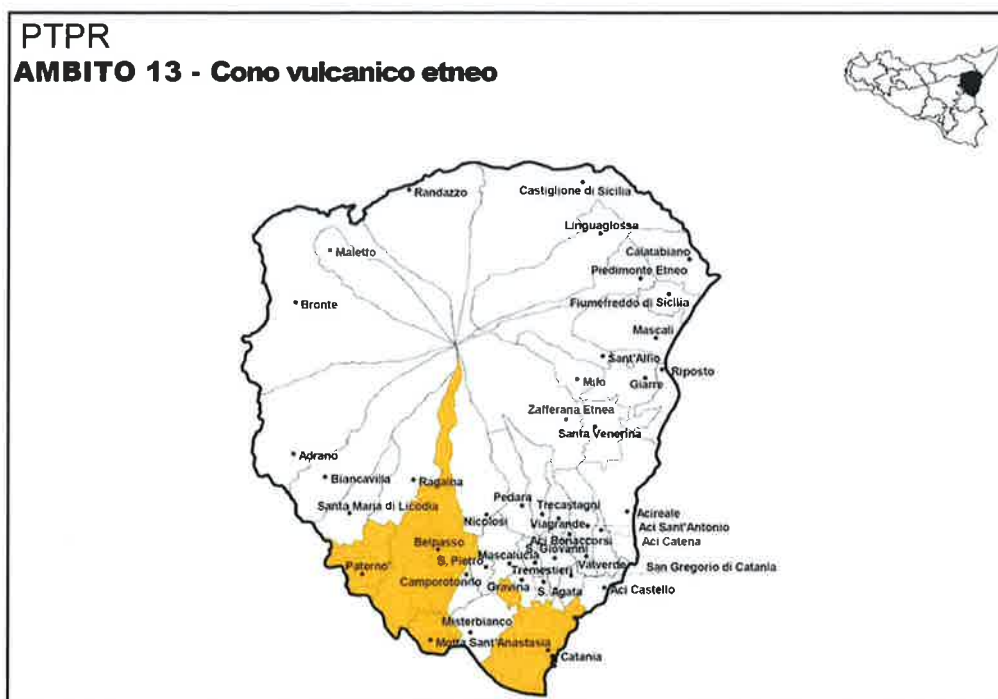 PTPR
AMBITO 13 - Cono vulcanico etneo
Randazzo
Castiglione di Sicilia
Linguaglossa
Maletto
Calatabiano
Piedimonte Etneo
Bronte
Fiumefreddo di Sicilia
Mascali
Sant'Alfio
Riposto
Milo
Giarre
Zafferana Etnea
Santa Venerina
Adrano
Biancavilla
Ragalna
Santa Maria di Licodia
Pedara
Trecastagni
Acireale
Nicolosi
Viagrande
Aci Sant'Antonio
Aci Bonaccorsi
Aci Catena
Belpasso
S. Giovanni
S. Pietro
Mascalucia
Valverde
San Gregorio di Catania
Paterno'
Tremestieri
Camporotondo
Gravina
S. Agata
Aci Castello
Misterbianco
Motta Sant'Anastasia
Catania